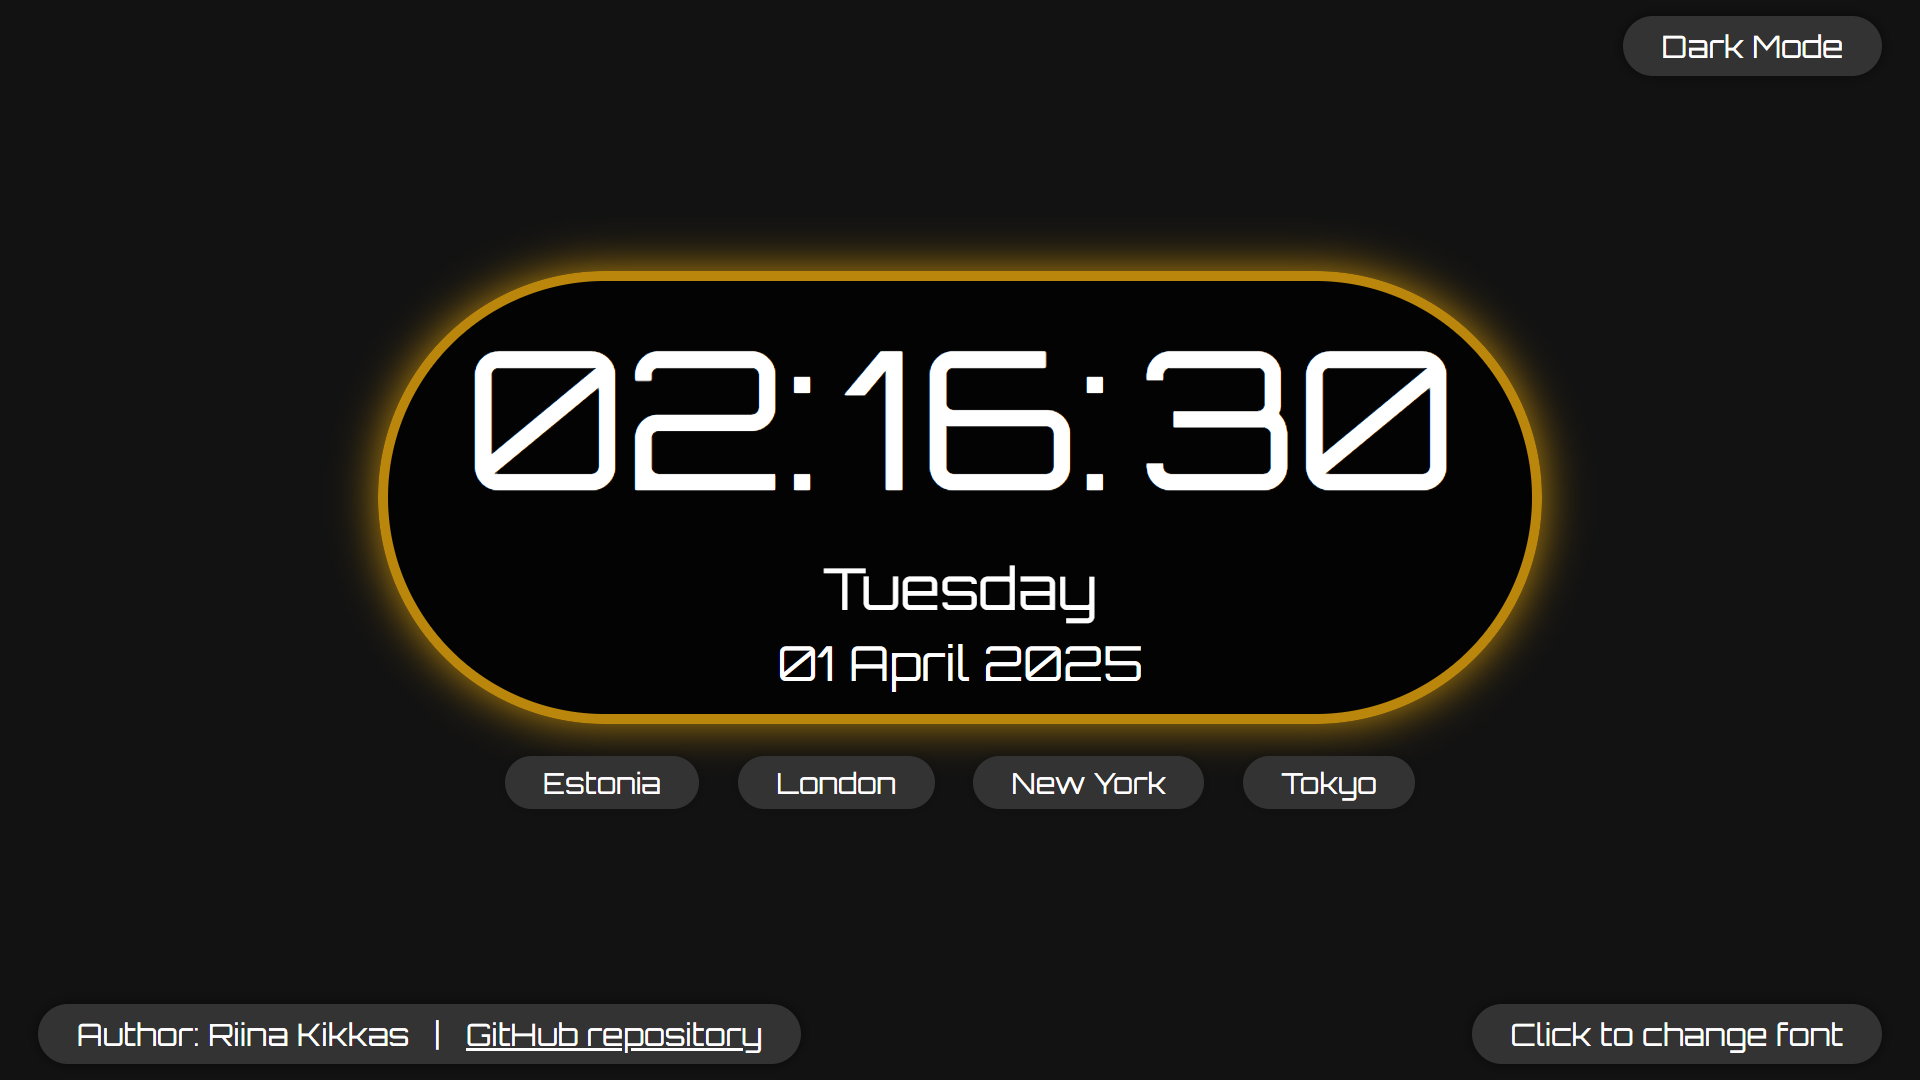 Dark Mode
02:16:30
Tuesday
01 April 2025
Estonia London New York Tokyo
Author: Riina Kikkas | GitHub repository
Click to change font